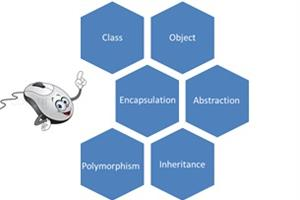 Class
Object
Encapsulation
Abstraction
Polymorphism
Inheritance